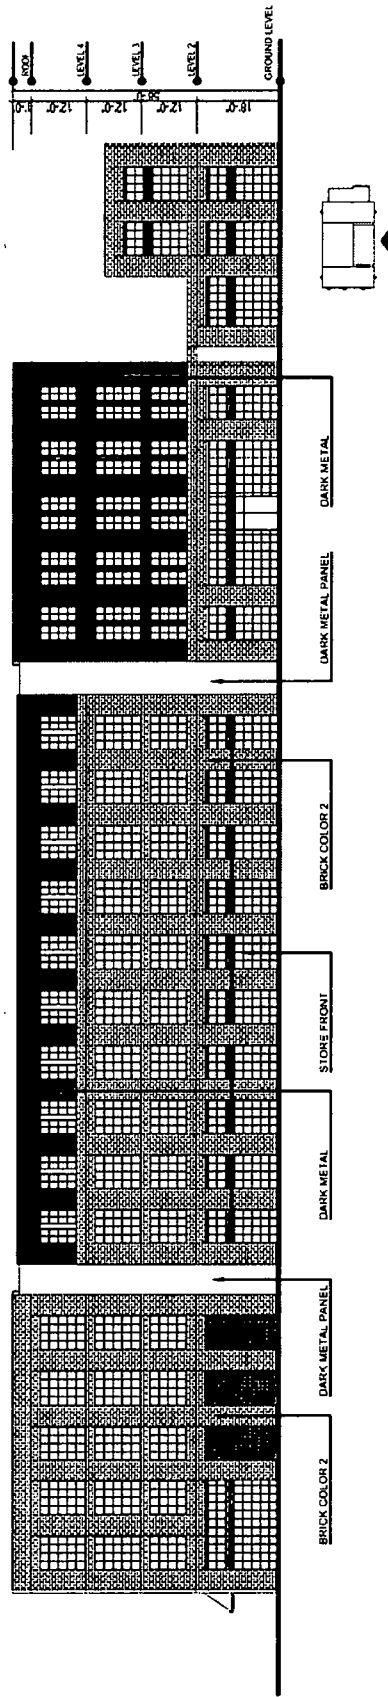 ROOF
LEVEL 4
LEVEL 3
LEVEL 2
GROUND LEVEL
12'-0"
12'-0"
12'-0"
18'-0"
DARK METAL
DARK METAL PANEL
BRICK COLOR 2
STORE FRONT
DARK METAL
DARK METAL PANEL
BRICK COLOR 2